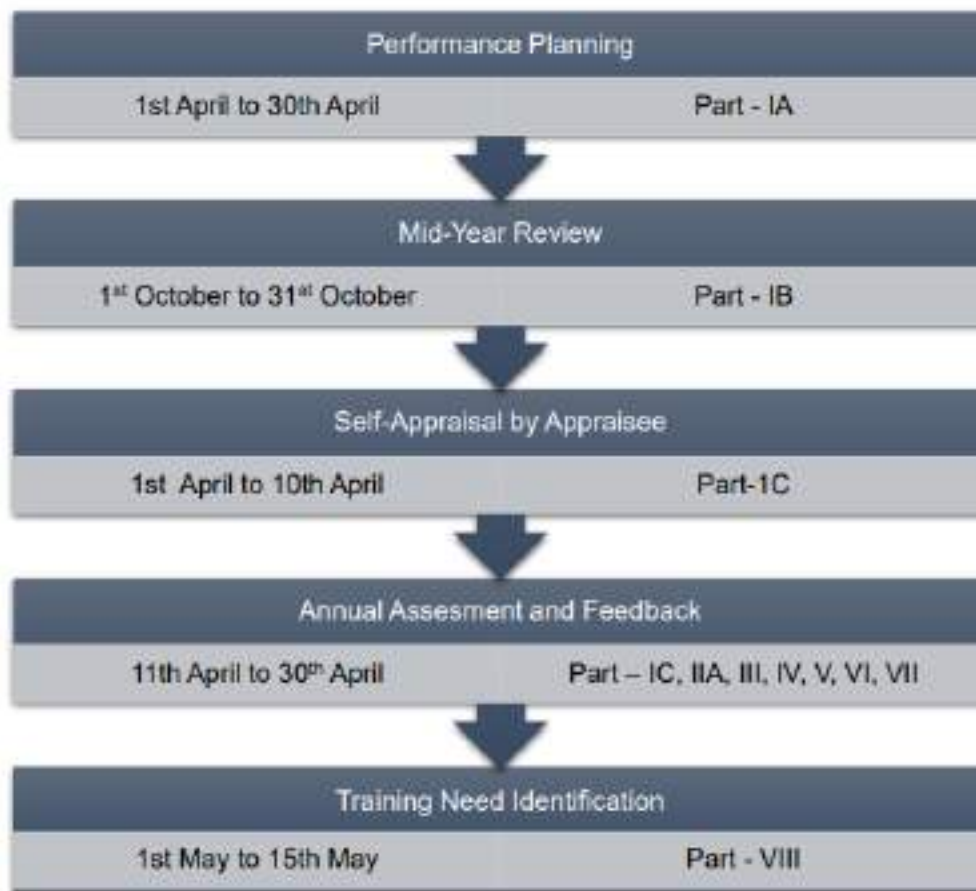 Performance Planning
1st April to 30th April Part - IA
Mid-Year Review
1st October to 31st October Part - IB
Self-Appraisal by Appraisee
1st April to 10th April Part-1C
Annual Assesment and Feedback
11th April to 30th April Part – IC, IIA, III, IV, V, VI, VII
Training Need Identification
1st May to 15th May Part - VIII